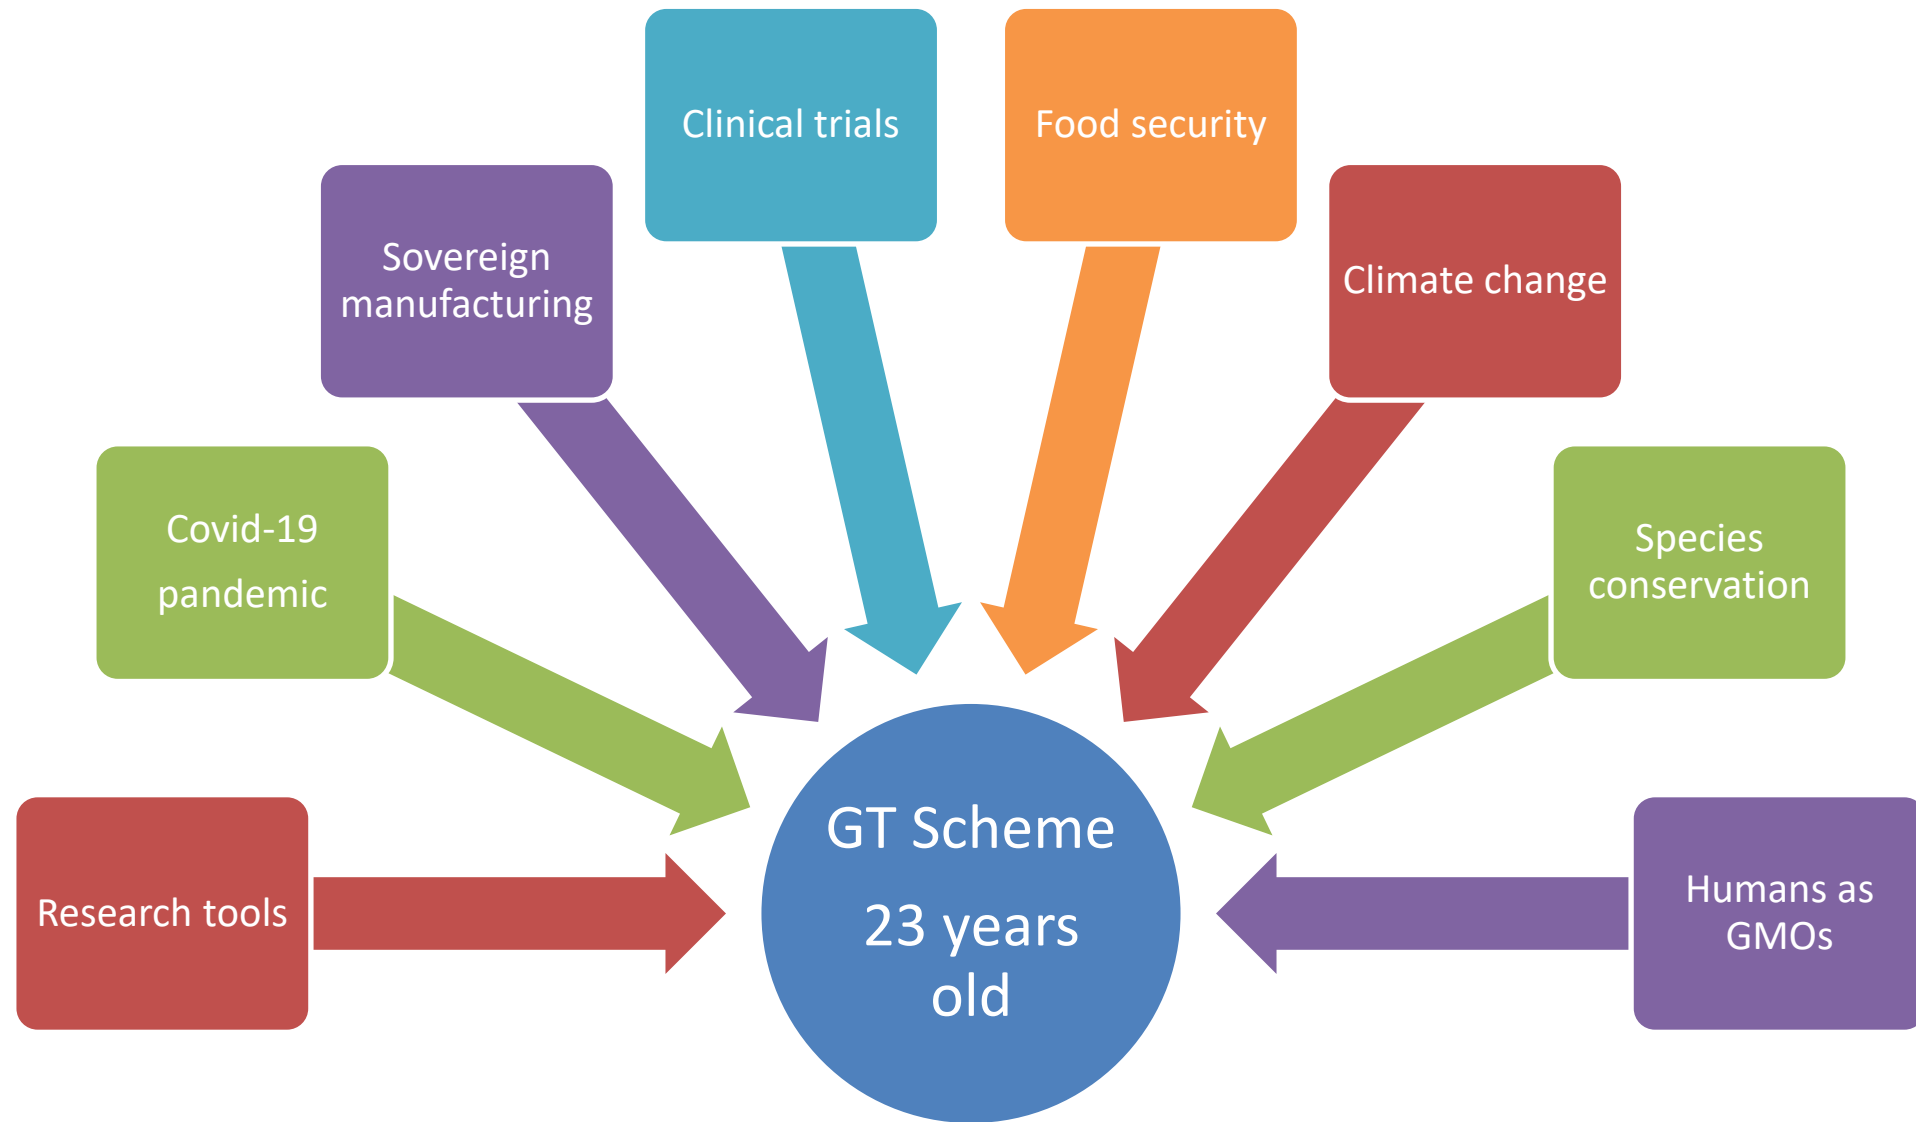 Research tools
Covid-19
pandemic
Sovereign
manufacturing
Clinical trials
Food security
Climate change
Species
conservation
Humans as
GMOs
GT Scheme
23 years
old